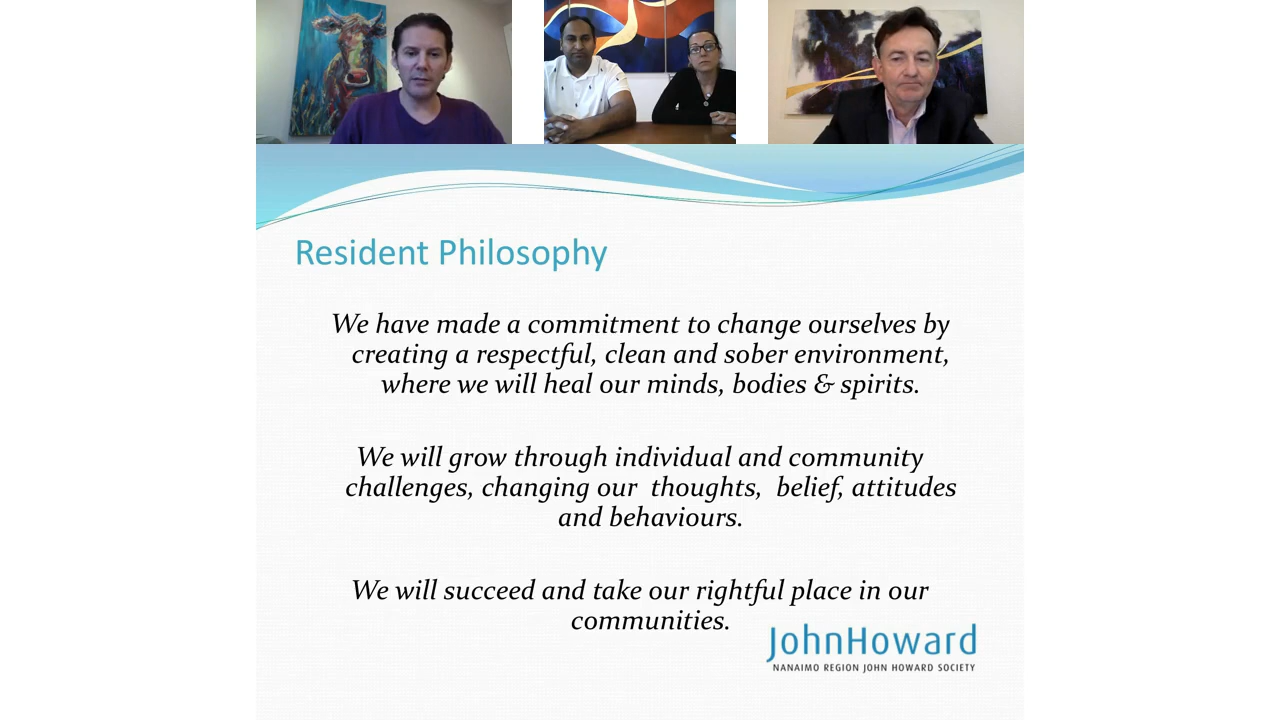 Resident Philosophy
We have made a commitment to change ourselves by
creating a respectful, clean and sober environment,
where we will heal our minds, bodies & spirits.
We will grow through individual and community
challenges, changing our  thoughts,  belief, attitudes
and behaviours.
We will succeed and take our rightful place in our
communities.
JohnHoward
NANAIMO REGION JOHN HOWARD SOCIETY